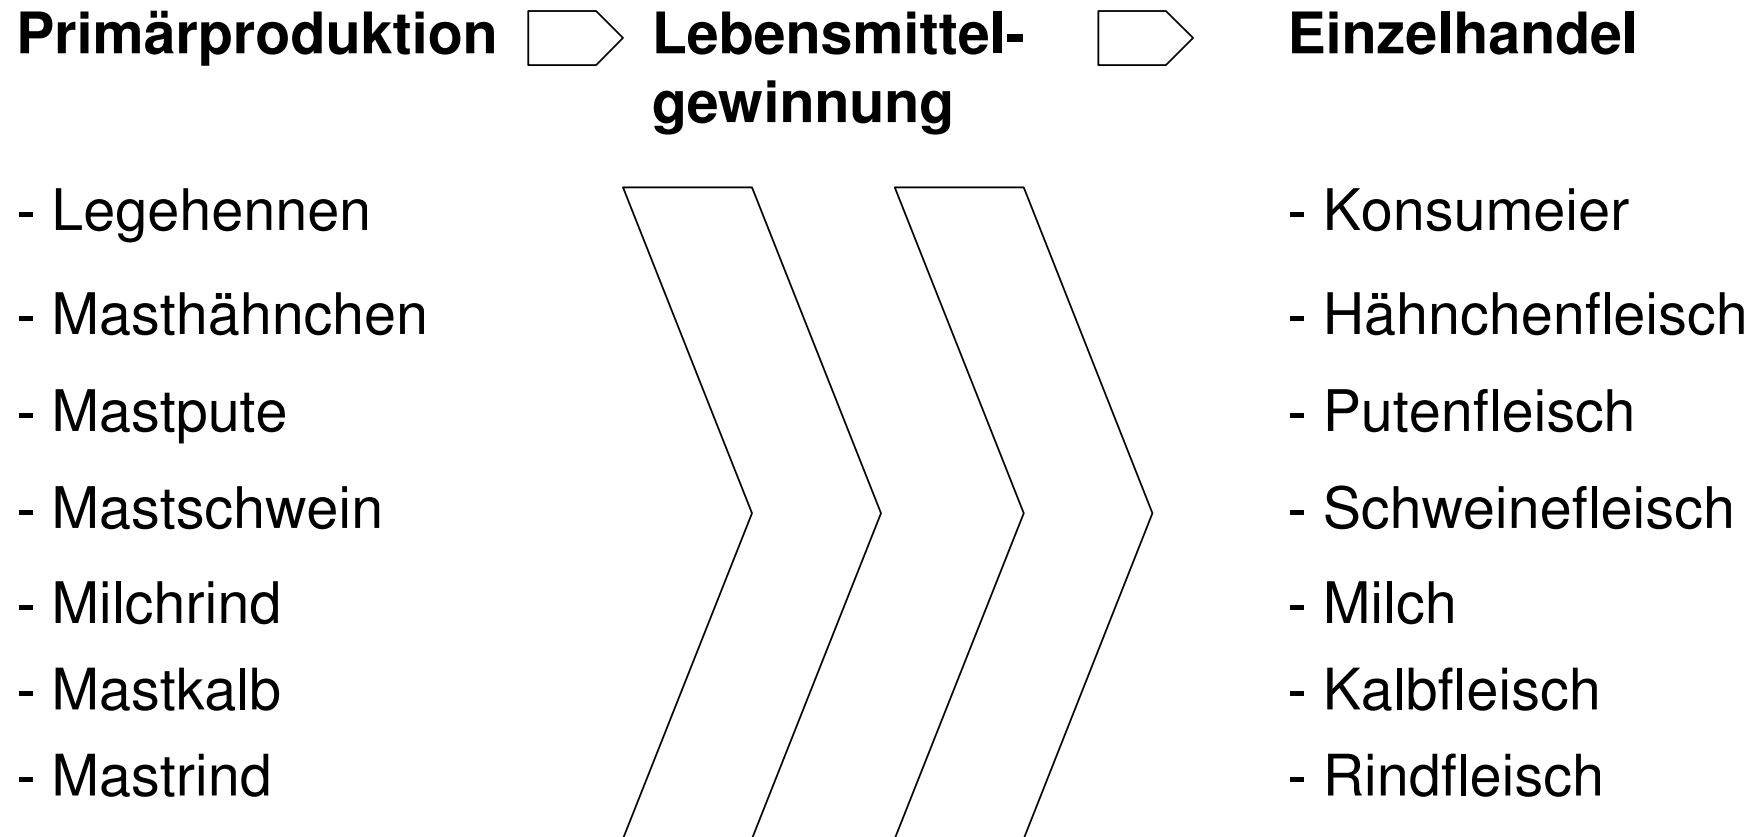 Primärproduktion
Lebensmittel-
gewinnung
Einzelhandel
- Legehennen
- Masthähnchen
- Mastpute
- Mastschwein
- Milchrind
- Mastkalb
- Mastrind
- Konsumeier
- Hähnchenfleisch
- Putenfleisch
- Schweinefleisch
- Milch
- Kalbfleisch
- Rindfleisch